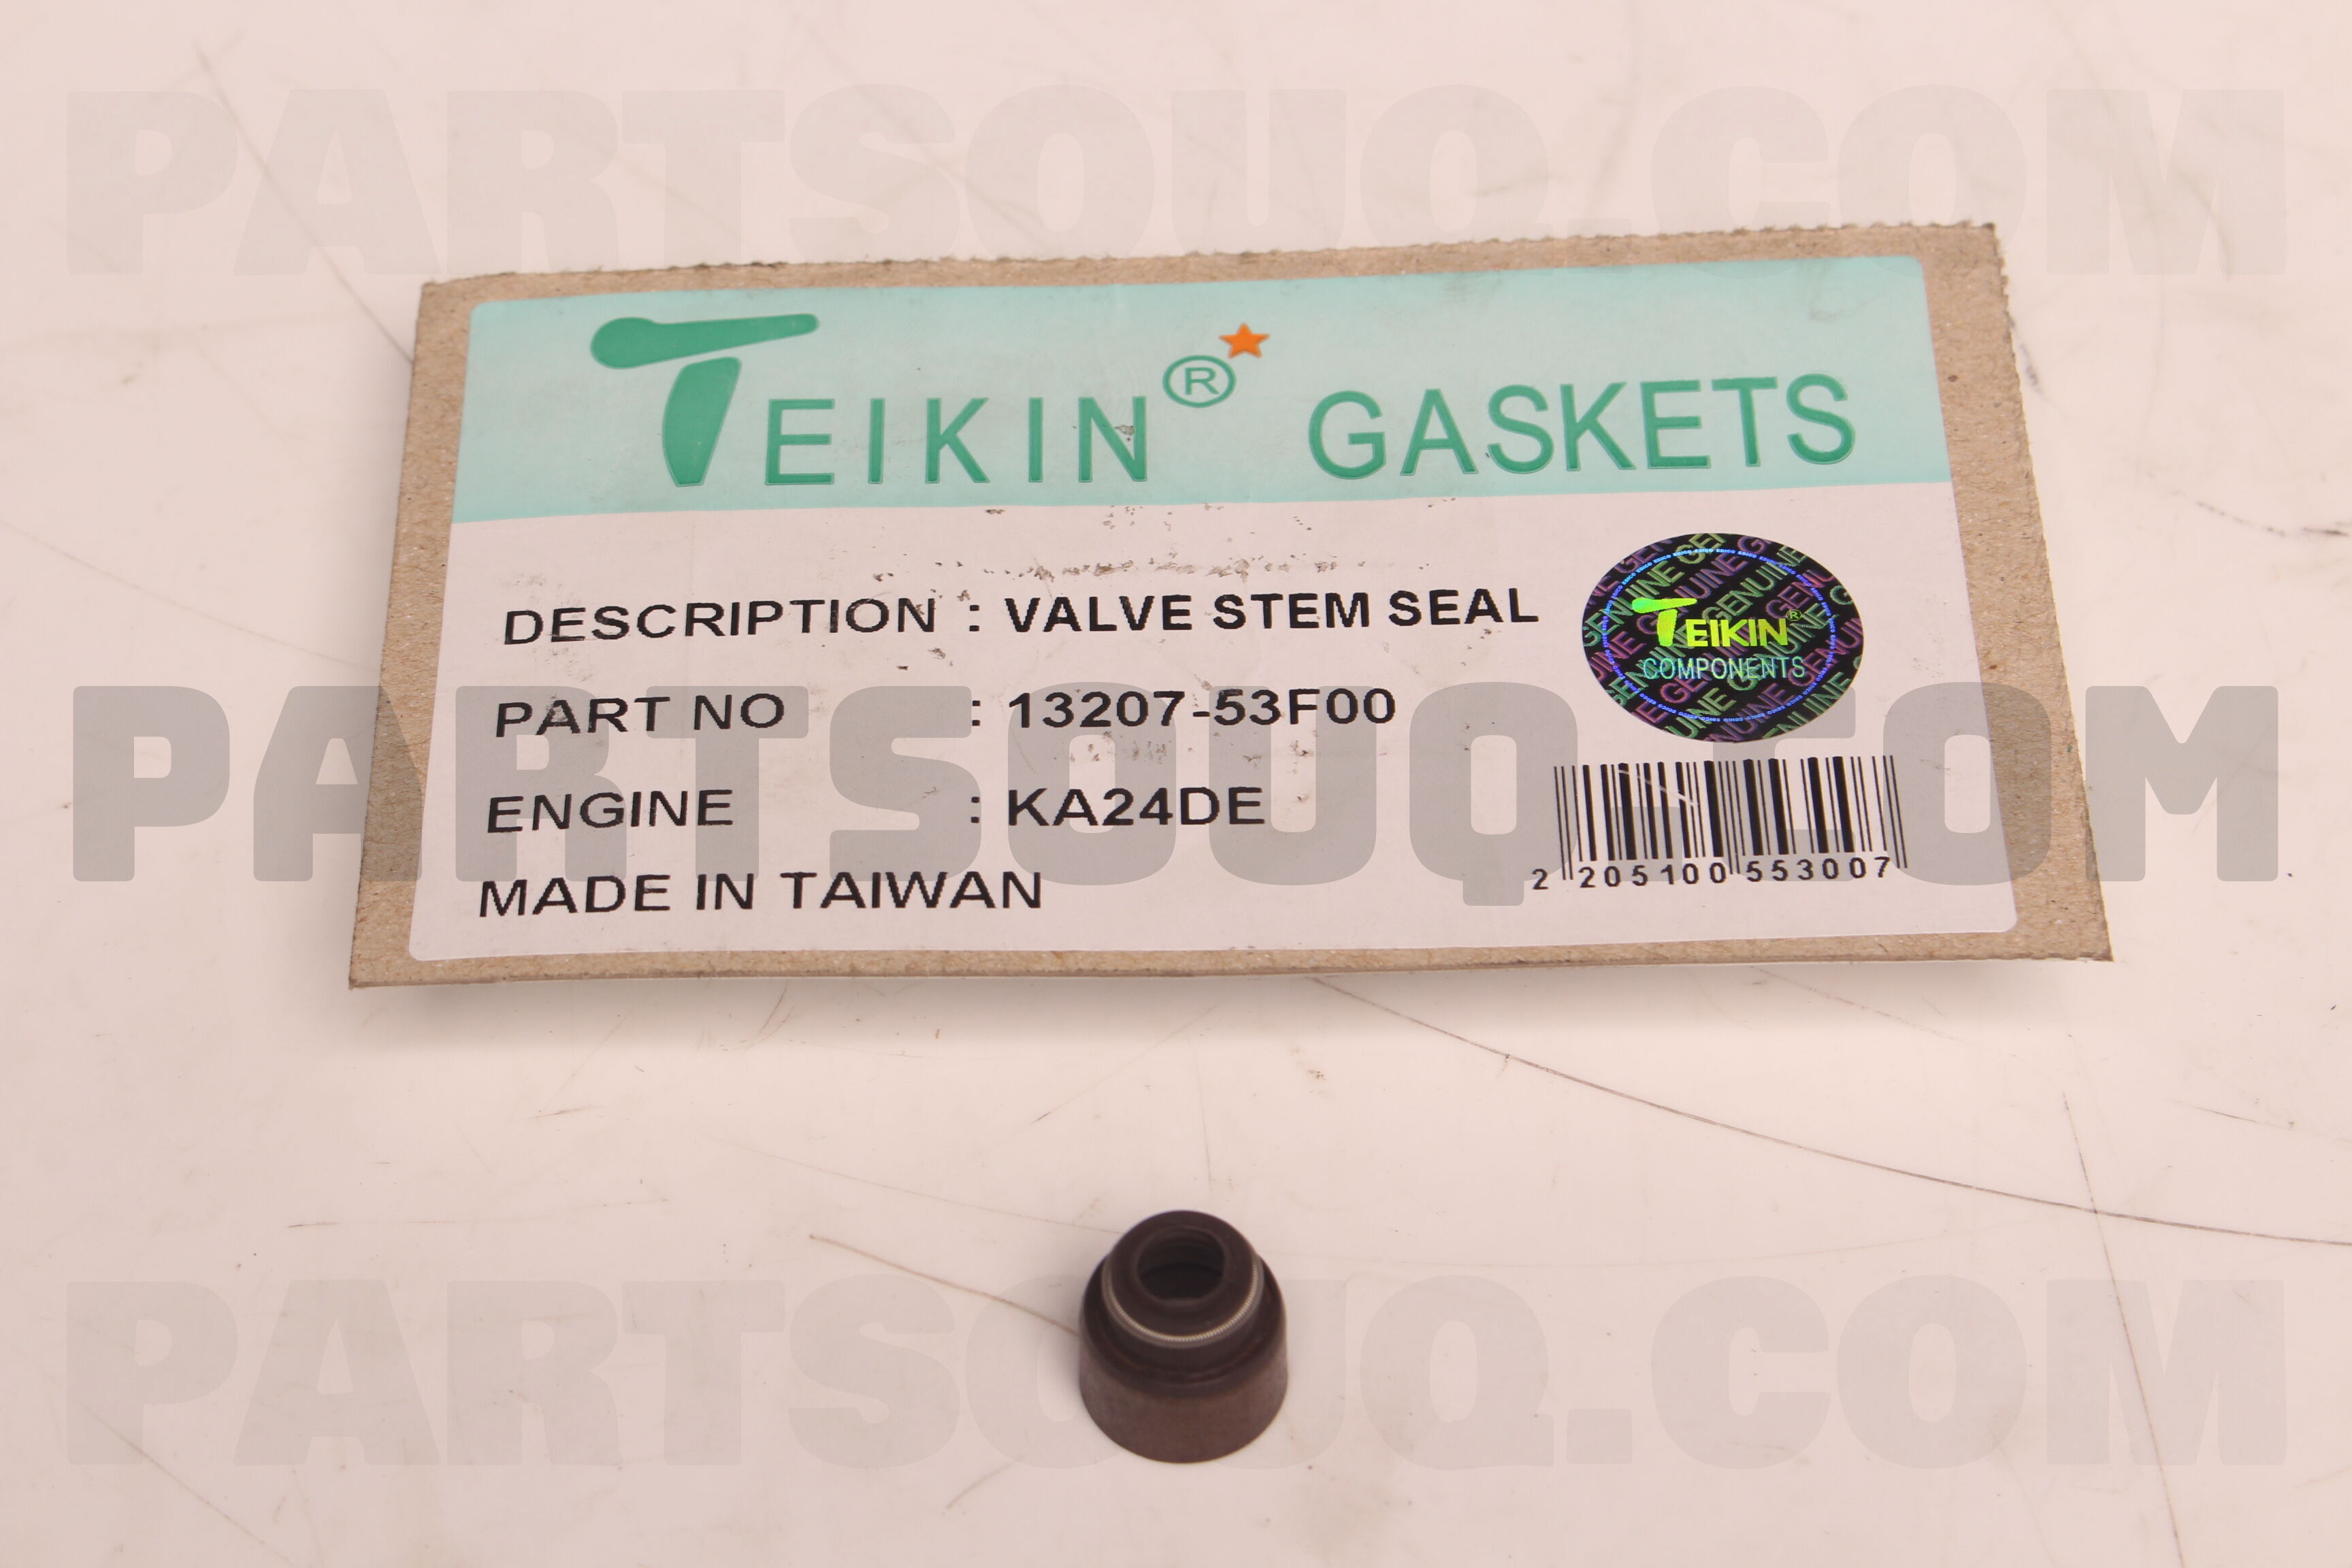 PARTSOUQ.COM
TEIKIN® GASKETS
DESCRIPTION : VALVE STEM SEAL
PART NO : 13207-53F00
ENGINE : KA24DE
MADE IN TAIWAN
GENUINE
TEIKIN®
COMPONENTS
2 205100 553007
PARTSOUQ.COM
PARTSOUQ.COM